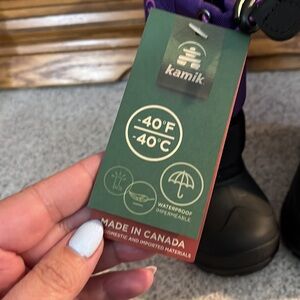 kamik
-40°F
-40°C
WATERPROOF
IMPERMÉABLE
MADE IN CANADA
DOMESTIC AND IMPORTED MATERIALS